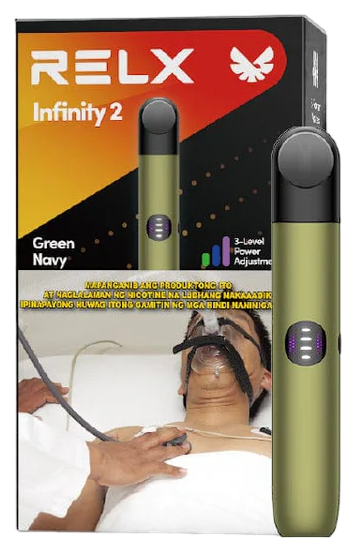 RELX
Infinity 2
Green
Navy
3-Level
Power
Adjustme
MAPANGANIB ANG PRODUKTONG ITO
AT NAGLALAMAN NG NICOTINE NA LUBHANG NAKAAADIK
IPINAPAYONG HUWAG ITONG GAMITIN NG MGA HINDI NANINIGA